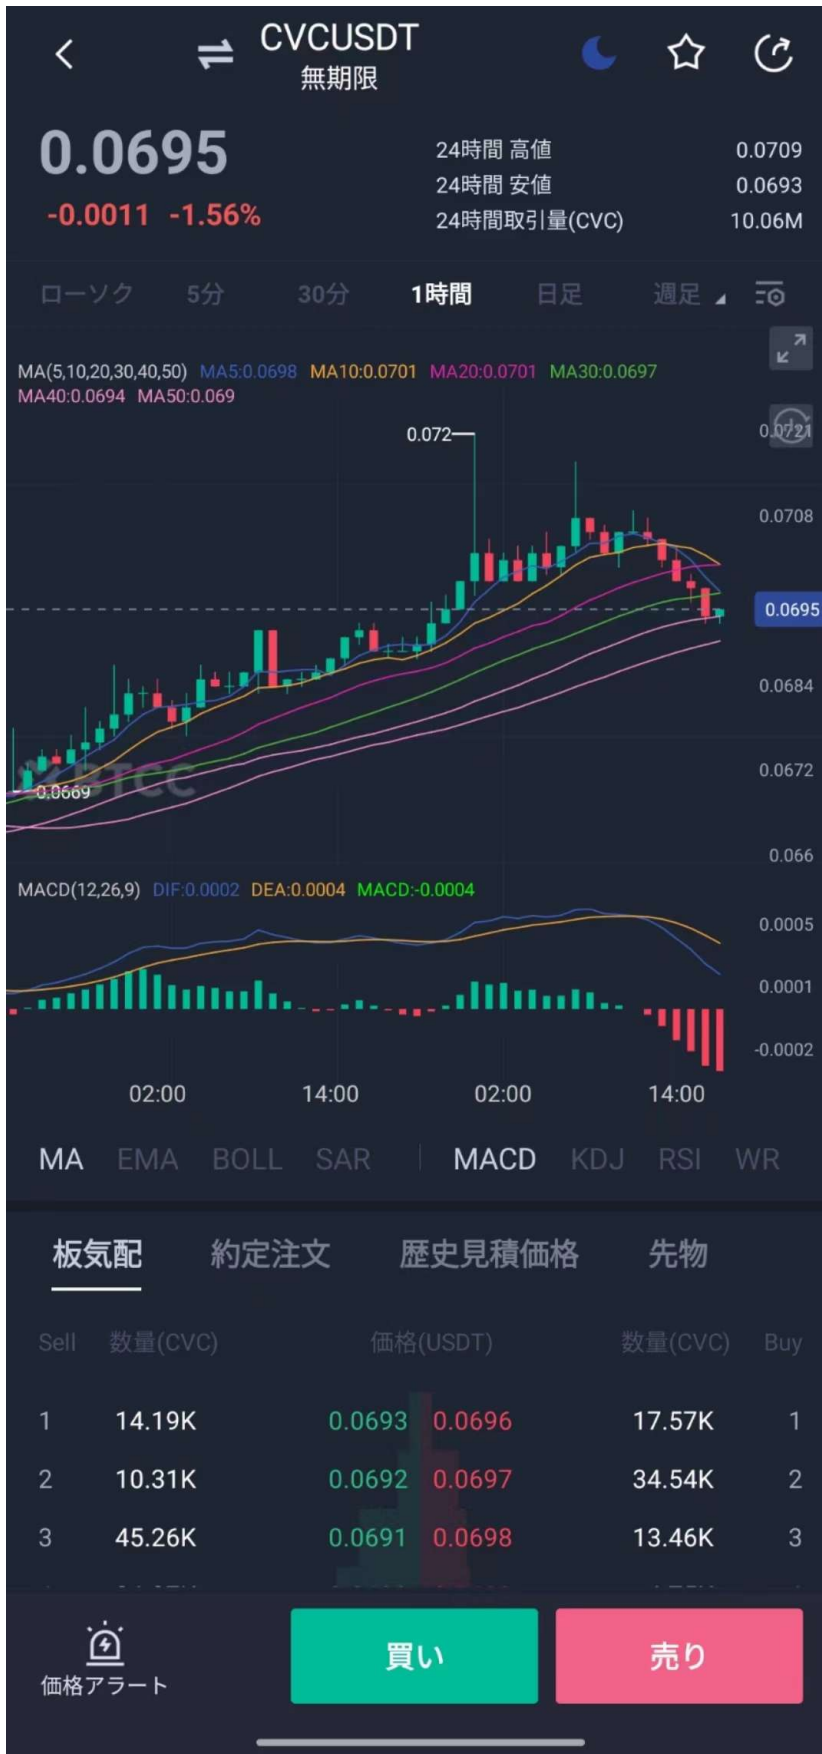 CVCUSDT
無期限
0.0695
-0.0011 -1.56%
24時間 高値 0.0709
24時間 安値 0.0693
24時間取引量(CVC) 10.06M
ローソク 5分 30分 1時間 日足 週足
MA(5,10,20,30,40,50) MA5:0.0698 MA10:0.0701 MA20:0.0701 MA30:0.0697
MA40:0.0694 MA50:0.069
0.072
0.0721
0.0708
0.0695
0.0684
0.0672
BTCC
0.0669
0.066
MACD(12,26,9) DIF:0.0002 DEA:0.0004 MACD:-0.0004
0.0005
0.0001
-0.0002
02:00 14:00 02:00 14:00
MA EMA BOLL SAR MACD KDJ RSI WR
板気配 約定注文 歴史見積価格 先物
Sell 数量(CVC) 価格(USDT) 数量(CVC) Buy
1 14.19K 0.0693 0.0696 17.57K 1
2 10.31K 0.0692 0.0697 34.54K 2
3 45.26K 0.0691 0.0698 13.46K 3
価格アラート
買い
売り